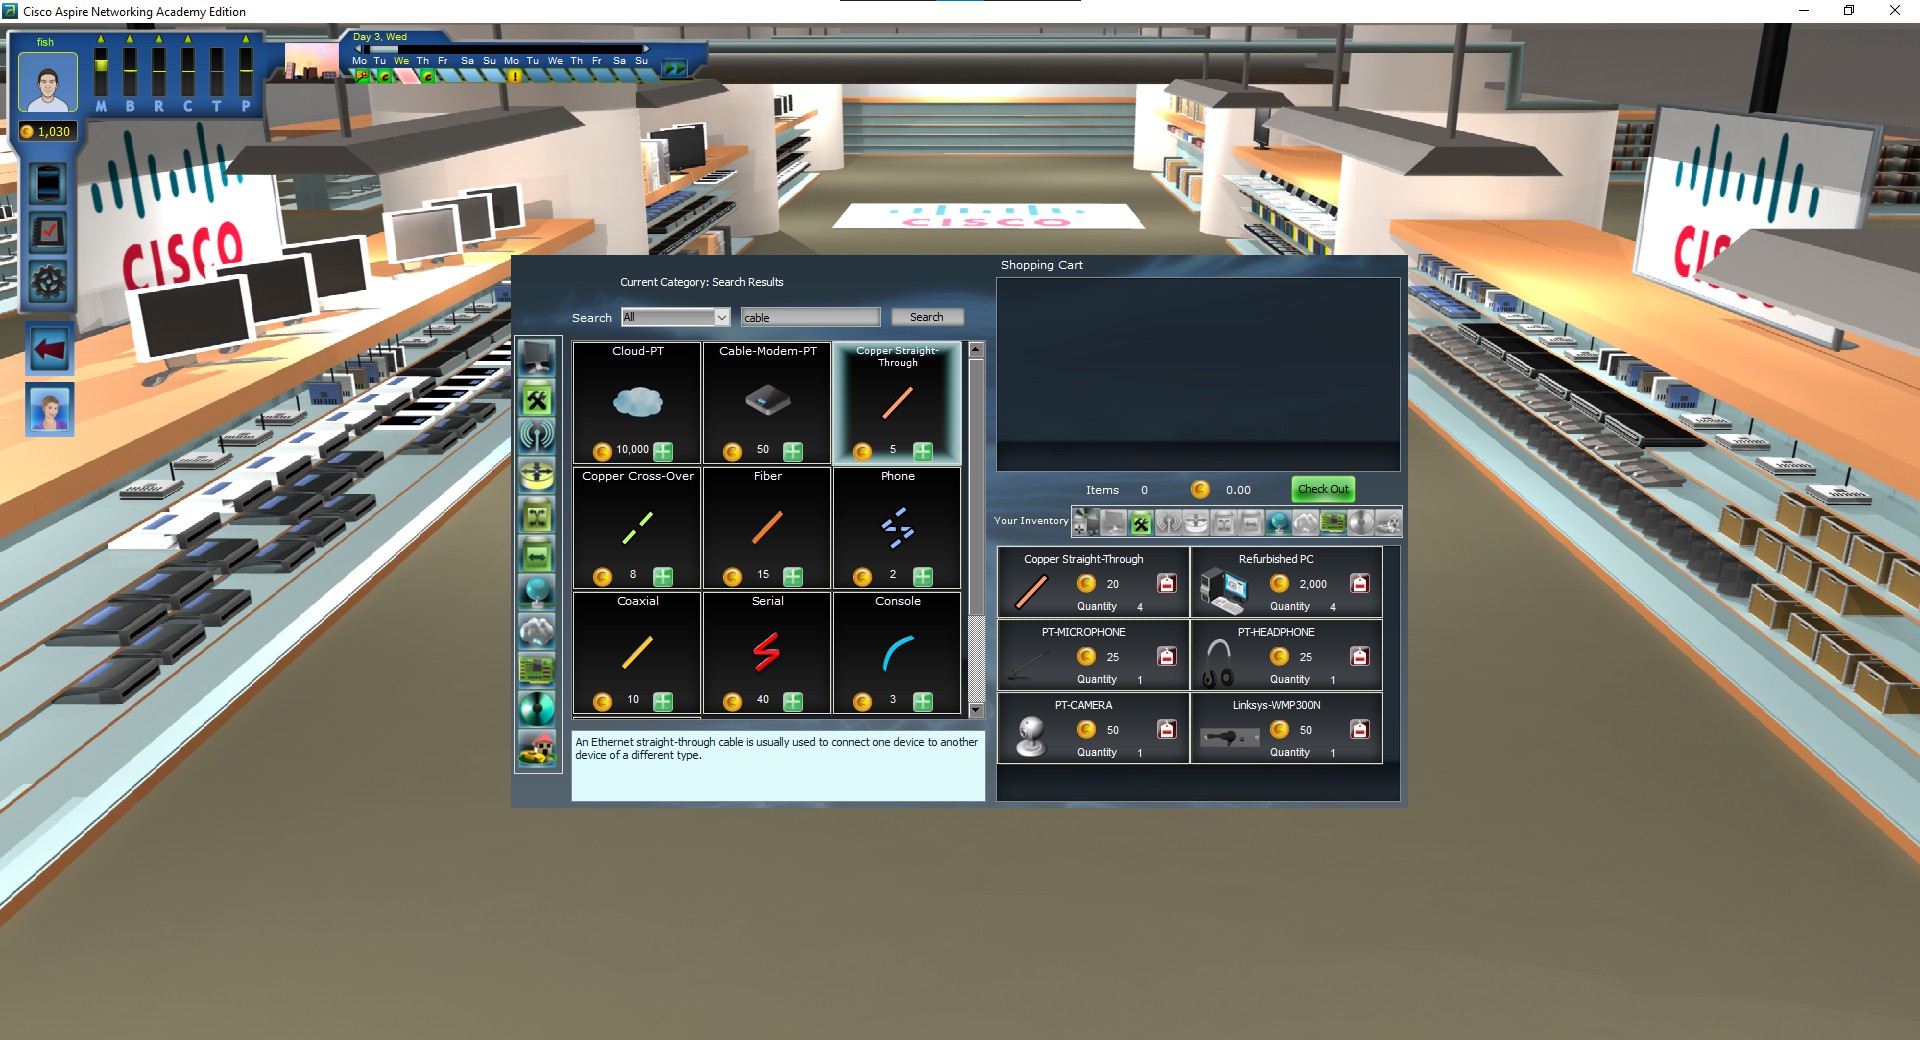 Cisco Aspire Networking Academy Edition
fish
M B R C T P
1,030
Day 3, Wed
Mo Tu We Th Fr Sa Su Mo Tu We Th Fr Sa Su
CISCO
CISCO
Current Category: Search Results
Search All cable Search
Cloud-PT
10,000
Cable-Modem-PT
50
Copper Straight-
Through
5
Copper Cross-Over
8
Fiber
15
Phone
2
Coaxial
10
Serial
40
Console
3
An Ethernet straight-through cable is usually used to connect one device to another
device of a different type.
Shopping Cart
Items 0 0.00 Check Out
Your Inventory
Copper Straight-Through
20
Quantity 4
Refurbished PC
2,000
Quantity 4
PT-MICROPHONE
25
Quantity 1
PT-HEADPHONE
25
Quantity 1
PT-CAMERA
50
Quantity 1
Linksys-WMP300N
50
Quantity 1